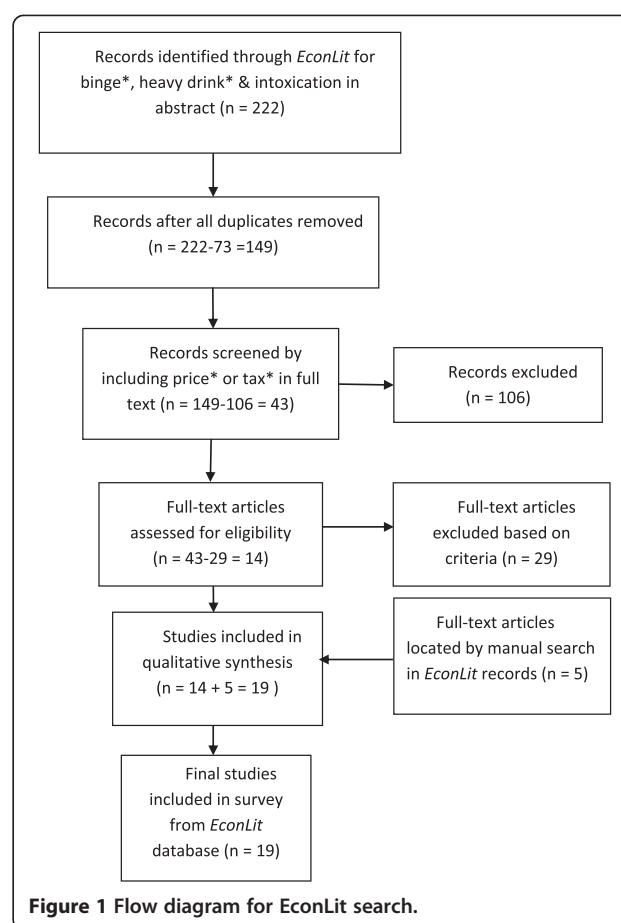 Records identified through EconLit for
binge*, heavy drink* & intoxication in
abstract (n = 222)
Records after all duplicates removed
(n = 222-73 =149)
Records screened by
including price* or tax* in full
text (n = 149-106 = 43)
Records excluded
(n = 106)
Full-text articles
assessed for eligibility
(n = 43-29 = 14)
Full-text articles
excluded based on
criteria (n = 29)
Studies included in
qualitative synthesis
(n = 14 + 5 = 19 )
Full-text articles
located by manual search
in EconLit records (n = 5)
Final studies
included in survey
from EconLit
database (n = 19)
Figure 1 Flow diagram for EconLit search.